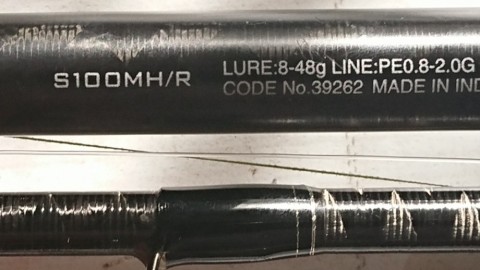 S100MH/R
LURE:8-48g LINE:PE0.8-2.0G
CODE No.39262 MADE IN IND